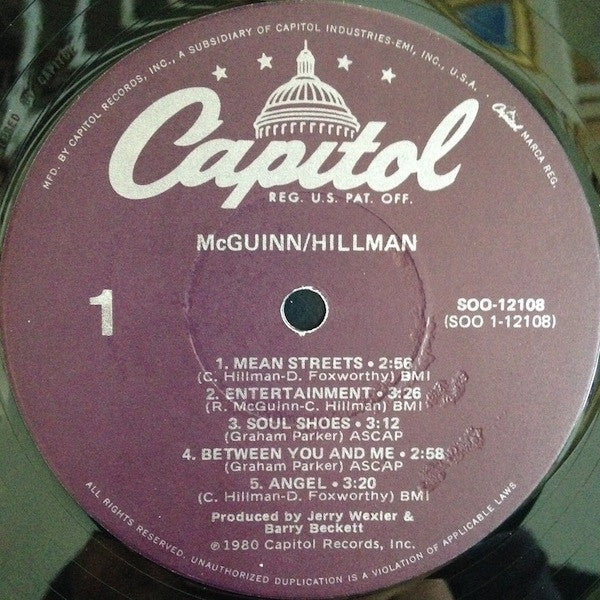 MFD. BY CAPITOL RECORDS, INC., A SUBSIDIARY OF CAPITOL INDUSTRIES-EMI, INC., U.S.A.
Capitol MARCA REG.
Capitol
REG. U.S. PAT. OFF.
McGUINN/HILLMAN
1
SOO-12108
(SOO 1-12108)
1. MEAN STREETS • 2:56
(C. Hillman-D. Foxworthy) BMI
2. ENTERTAINMENT • 3:26
(R. McGuinn-C. Hillman) BMI
3. SOUL SHOES • 3:12
(Graham Parker) ASCAP
4. BETWEEN YOU AND ME • 2:58
(Graham Parker) ASCAP
5. ANGEL • 3:20
(C. Hillman-D. Foxworthy) BMI
Produced by Jerry Wexler &
Barry Beckett
℗ 1980 Capitol Records, Inc.
ALL RIGHTS RESERVED. UNAUTHORIZED DUPLICATION IS A VIOLATION OF APPLICABLE LAWS